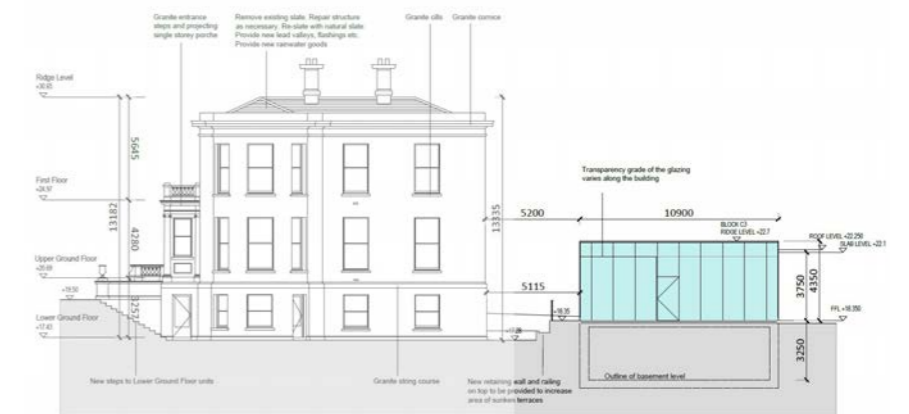 Granite entrance
steps and projecting
single storey porche
Remove existing slate. Repair structure
as necessary. Re-slate with natural slate.
Provide new lead valleys, flashings etc.
Provide new rainwater goods
Granite cills
Granite cornice
Ridge Level
+30.65
First Floor
+24.97
Upper Ground Floor
+20.69
+19.50
Lower Ground Floor
+17.43
5645
4280
3257
13182
13335
Transparency grade of the glazing
varies along the building
5200
10900
BLOCK C3
RIDGE LEVEL +22.7
ROOF LEVEL +22.250
SLAB LEVEL +22.1
5115
3750
4350
+18.35
FFL +18.350
3250
Outline of basement level
New steps to Lower Ground Floor units
Granite string course
New retaining wall and railing
on top to be provided to increase
area of sunken terraces